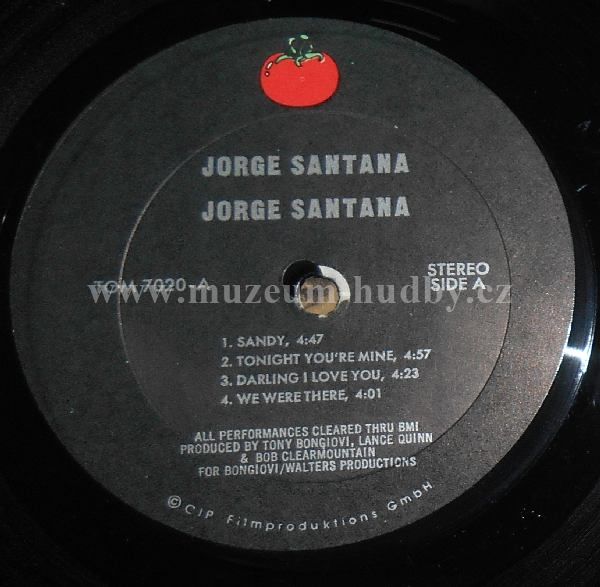 JORGE SANTANA
JORGE SANTANA
TOM 7020-A
STEREO
SIDE A
www.muzeumhudby.cz
1. SANDY, 4:47
2. TONIGHT YOU'RE MINE, 4:57
3. DARLING I LOVE YOU, 4:23
4. WE WERE THERE, 4:01
ALL PERFORMANCES CLEARED THRU BMI
PRODUCED BY TONY BONGIOVI, LANCE QUINN
& BOB CLEARMOUNTAIN
FOR BONGIOVI/WALTERS PRODUCTIONS
©CIP Filmproduktions GmbH